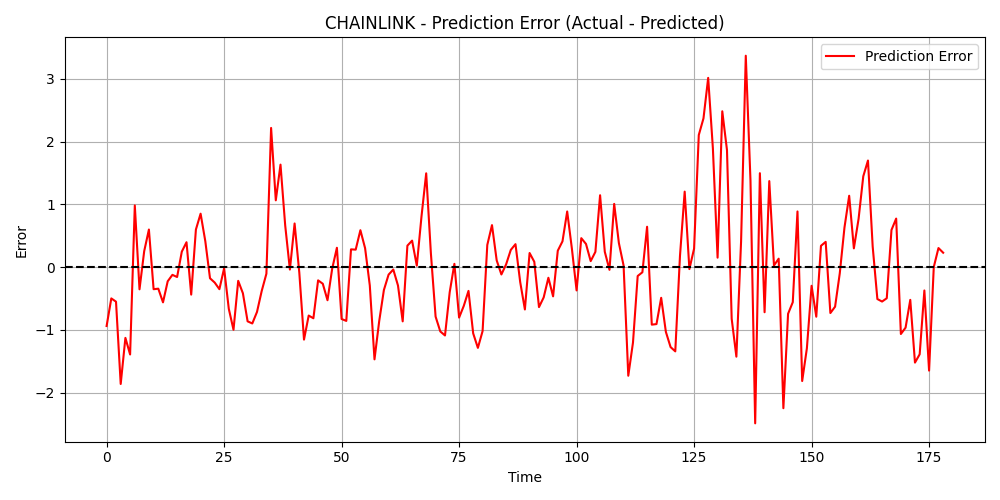 CHAINLINK - Prediction Error (Actual - Predicted)
Prediction Error
Error
3
2
1
0
−1
−2
0 25 50 75 100 125 150 175
Time